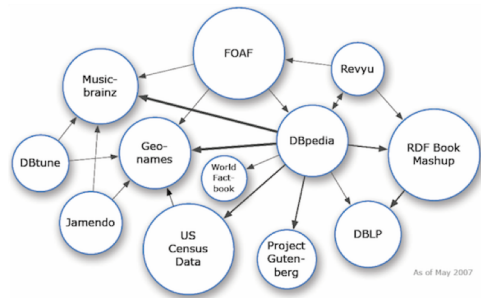 FOAF
Music-
brainz
Revyu
DBpedia
RDF Book
Mashup
DBtune
Geo-
names
World
Fact-
book
Jamendo
US
Census
Data
Project
Guten-
berg
DBLP
As of May 2007